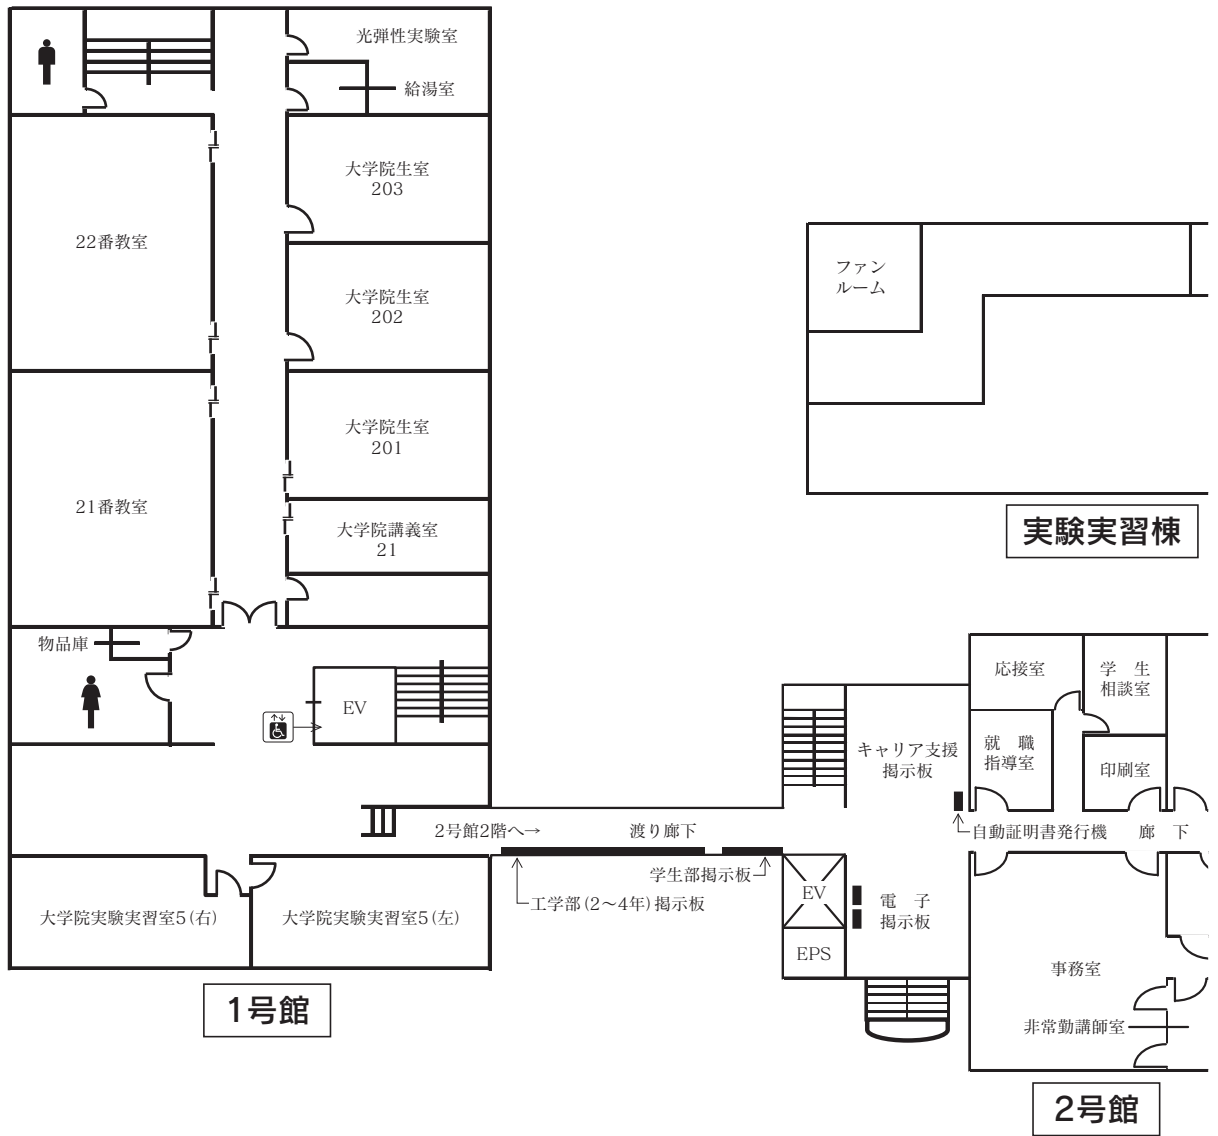 光弾性実験室
給湯室
大学院生室
203
22番教室
大学院生室
202
大学院生室
201
21番教室
大学院講義室
21
物品庫
EV
2号館2階へ→
渡り廊下
学生部掲示板
工学部(2〜4年)掲示板
大学院実験実習室5(右)
大学院実験実習室5(左)
1号館
ファン
ルーム
実験実習棟
応接室
学 生
相談室
キャリア支援
掲示板
就 職
指導室
印刷室
自動証明書発行機
廊 下
EV
電 子
掲示板
EPS
事務室
非常勤講師室
2号館